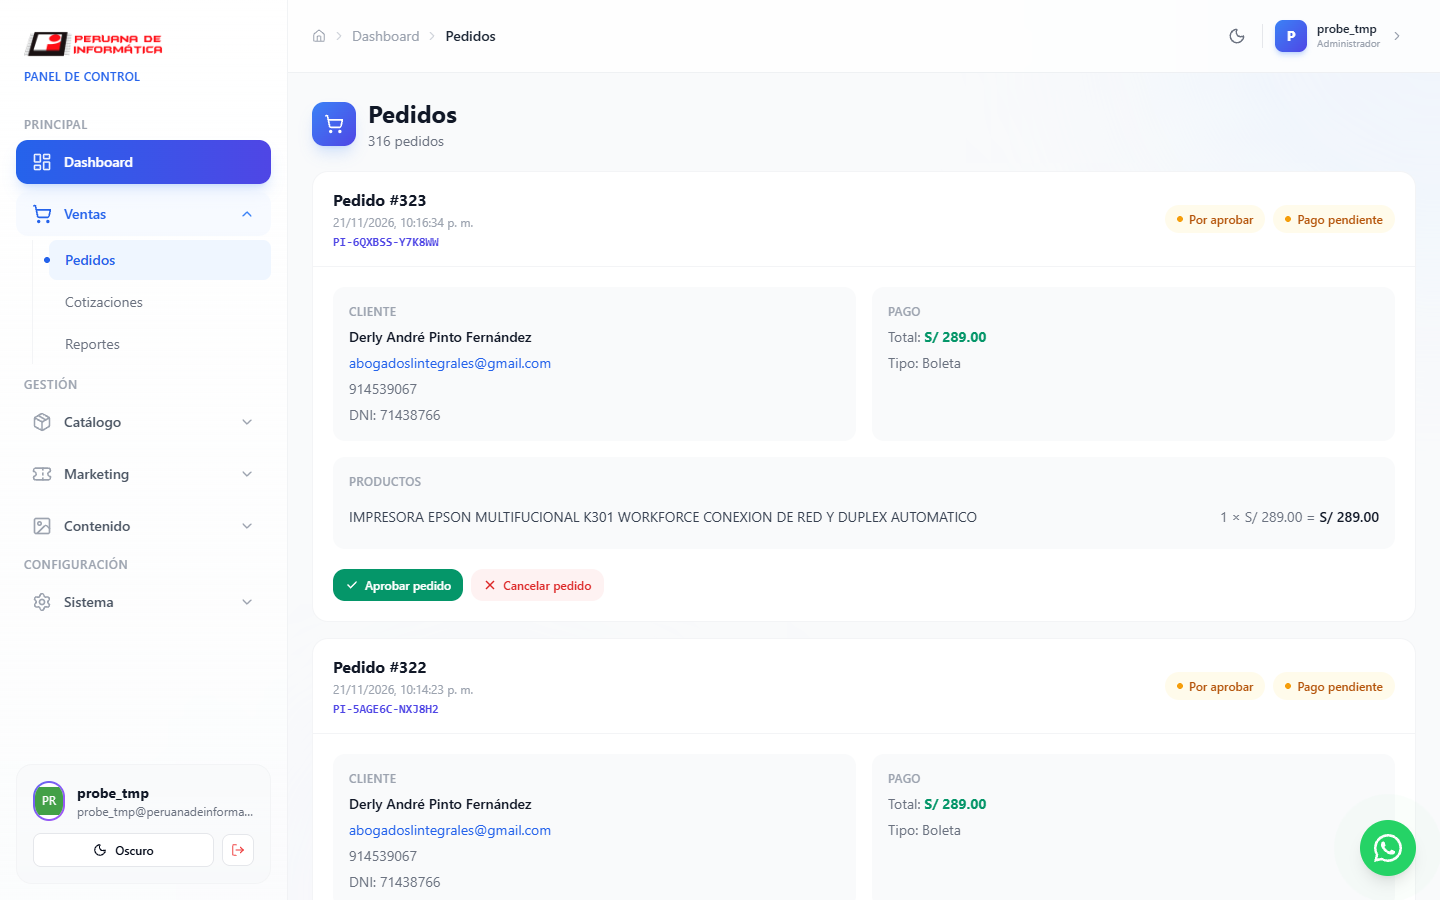 PERUANA DE
INFORMÁTICA
PANEL DE CONTROL
PRINCIPAL
Dashboard
Ventas
Pedidos
Cotizaciones
Reportes
GESTIÓN
Catálogo
Marketing
Contenido
CONFIGURACIÓN
Sistema
PR
probe_tmp
probe_tmp@peruanadeinforma...
Oscuro
Dashboard
Pedidos
P
probe_tmp
Administrador
Pedidos
316 pedidos
Pedido #323
21/11/2026, 10:16:34 p. m.
PI-6QXBSS-Y7K8WW
Por aprobar
Pago pendiente
CLIENTE
Derly André Pinto Fernández
abogadoslintegrales@gmail.com
914539067
DNI: 71438766
PAGO
Total: S/ 289.00
Tipo: Boleta
PRODUCTOS
IMPRESORA EPSON MULTIFUCIONAL K301 WORKFORCE CONEXION DE RED Y DUPLEX AUTOMATICO
1 × S/ 289.00 = S/ 289.00
Aprobar pedido
Cancelar pedido
Pedido #322
21/11/2026, 10:14:23 p. m.
PI-5AGE6C-NXJ8H2
Por aprobar
Pago pendiente
CLIENTE
Derly André Pinto Fernández
abogadoslintegrales@gmail.com
914539067
DNI: 71438766
PAGO
Total: S/ 289.00
Tipo: Boleta